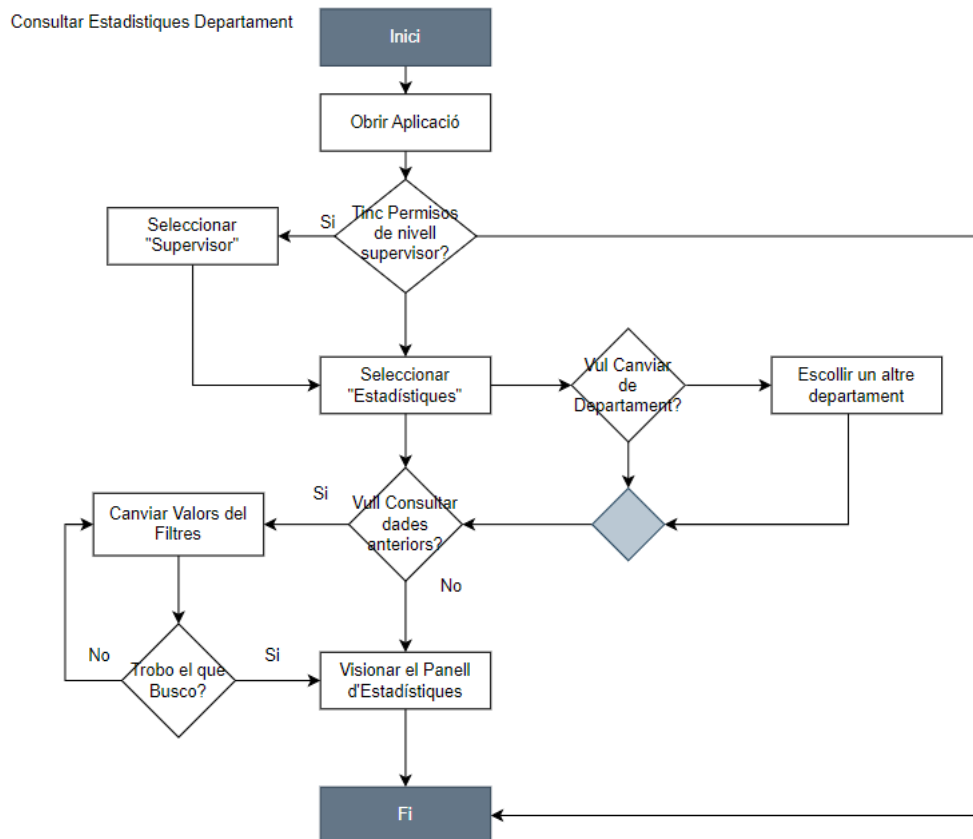 Consultar Estadistiques Departament
Inici
Obrir Aplicació
Tinc Permisos
de nivell
supervisor?
Si
Seleccionar
"Supervisor"
Seleccionar
"Estadístiques"
Vul Canviar
de
Departament?
Escollir un altre
departament
Vull Consultar
dades
anteriors?
Si
Canviar Valors del
Filtres
No
Trobo el que
Busco?
No
Si
Visionar el Panell
d'Estadístiques
Fi